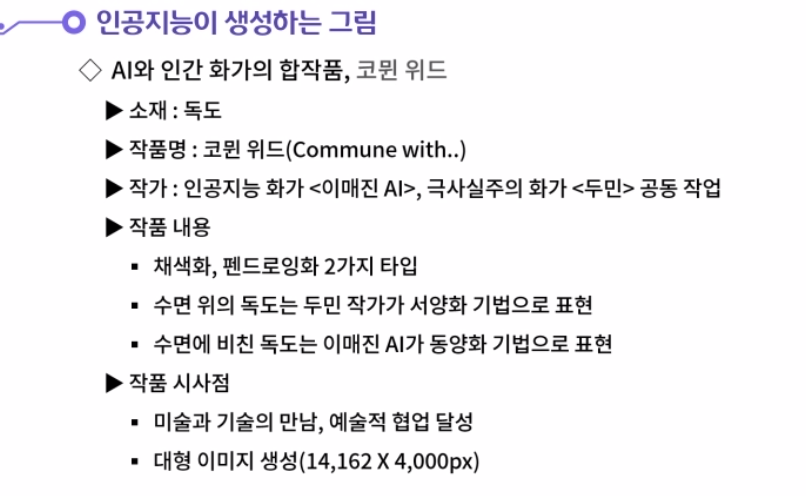 인공지능이 생성하는 그림
◇ AI와 인간 화가의 합작품, 코뮌 위드
▶ 소재 : 독도
▶ 작품명 : 코뮌 위드(Commune with..)
▶ 작가 : 인공지능 화가 <이매진 AI>, 극사실주의 화가 <두민> 공동 작업
▶ 작품 내용
▪ 채색화, 펜드로잉화 2가지 타입
▪ 수면 위의 독도는 두민 작가가 서양화 기법으로 표현
▪ 수면에 비친 독도는 이매진 AI가 동양화 기법으로 표현
▶ 작품 시사점
▪ 미술과 기술의 만남, 예술적 협업 달성
▪ 대형 이미지 생성(14,162 X 4,000px)